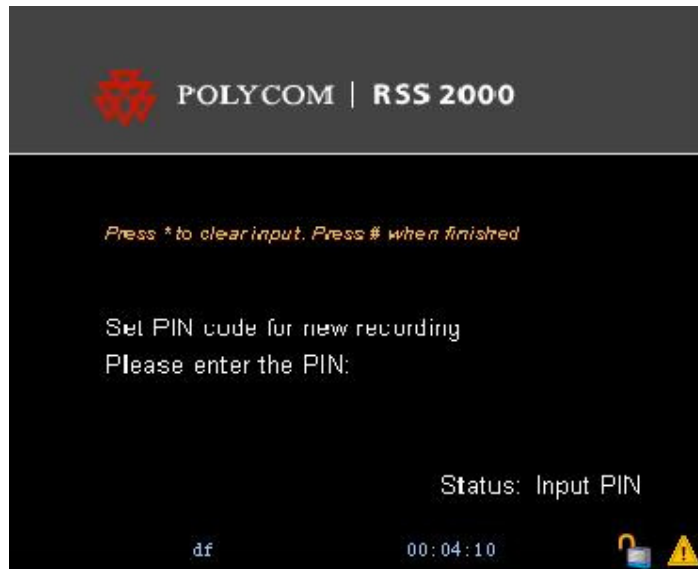 POLYCOM | RSS 2000
Press * to clear input. Press # when finished
Set PIN code for new recording
Please enter the PIN:
Status: Input PIN
df 00:04:10